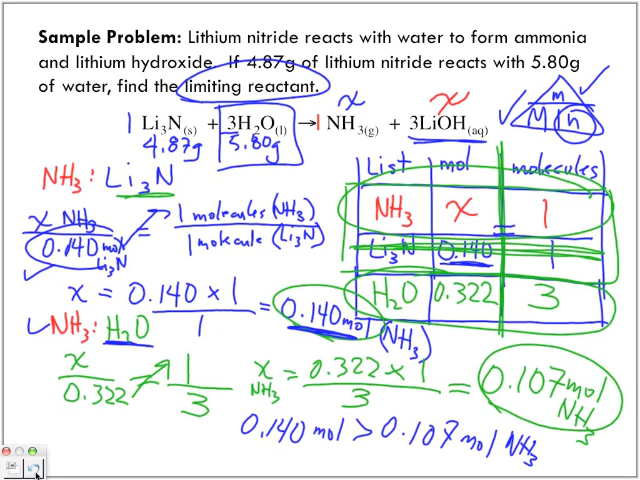 Sample Problem: Lithium nitride reacts with water to form ammonia
and lithium hydroxide. If 4.87g of lithium nitride reacts with 5.80g
of water, find the limiting reactant.
x x
1 Li₃N(s) + 3H₂O(l) → 1 NH₃(g) + 3LiOH(aq)
4.87g 5.80g
m
M n
NH₃ : Li₃N
List mol molecules
NH₃ x = 1
Li₃N 0.140 1
H₂O 0.322 3
x NH₃ / 0.140 mol Li₃N = 1 molecules (NH₃) / 1 molecule (Li₃N)
x = 0.140 x 1 / 1 = 0.140 mol (NH₃)
NH₃ : H₂O
x / 0.322 = 1 / 3
x NH₃ = 0.322 x 1 / 3 = 0.107 mol NH₃
0.140 mol > 0.107 mol NH₃